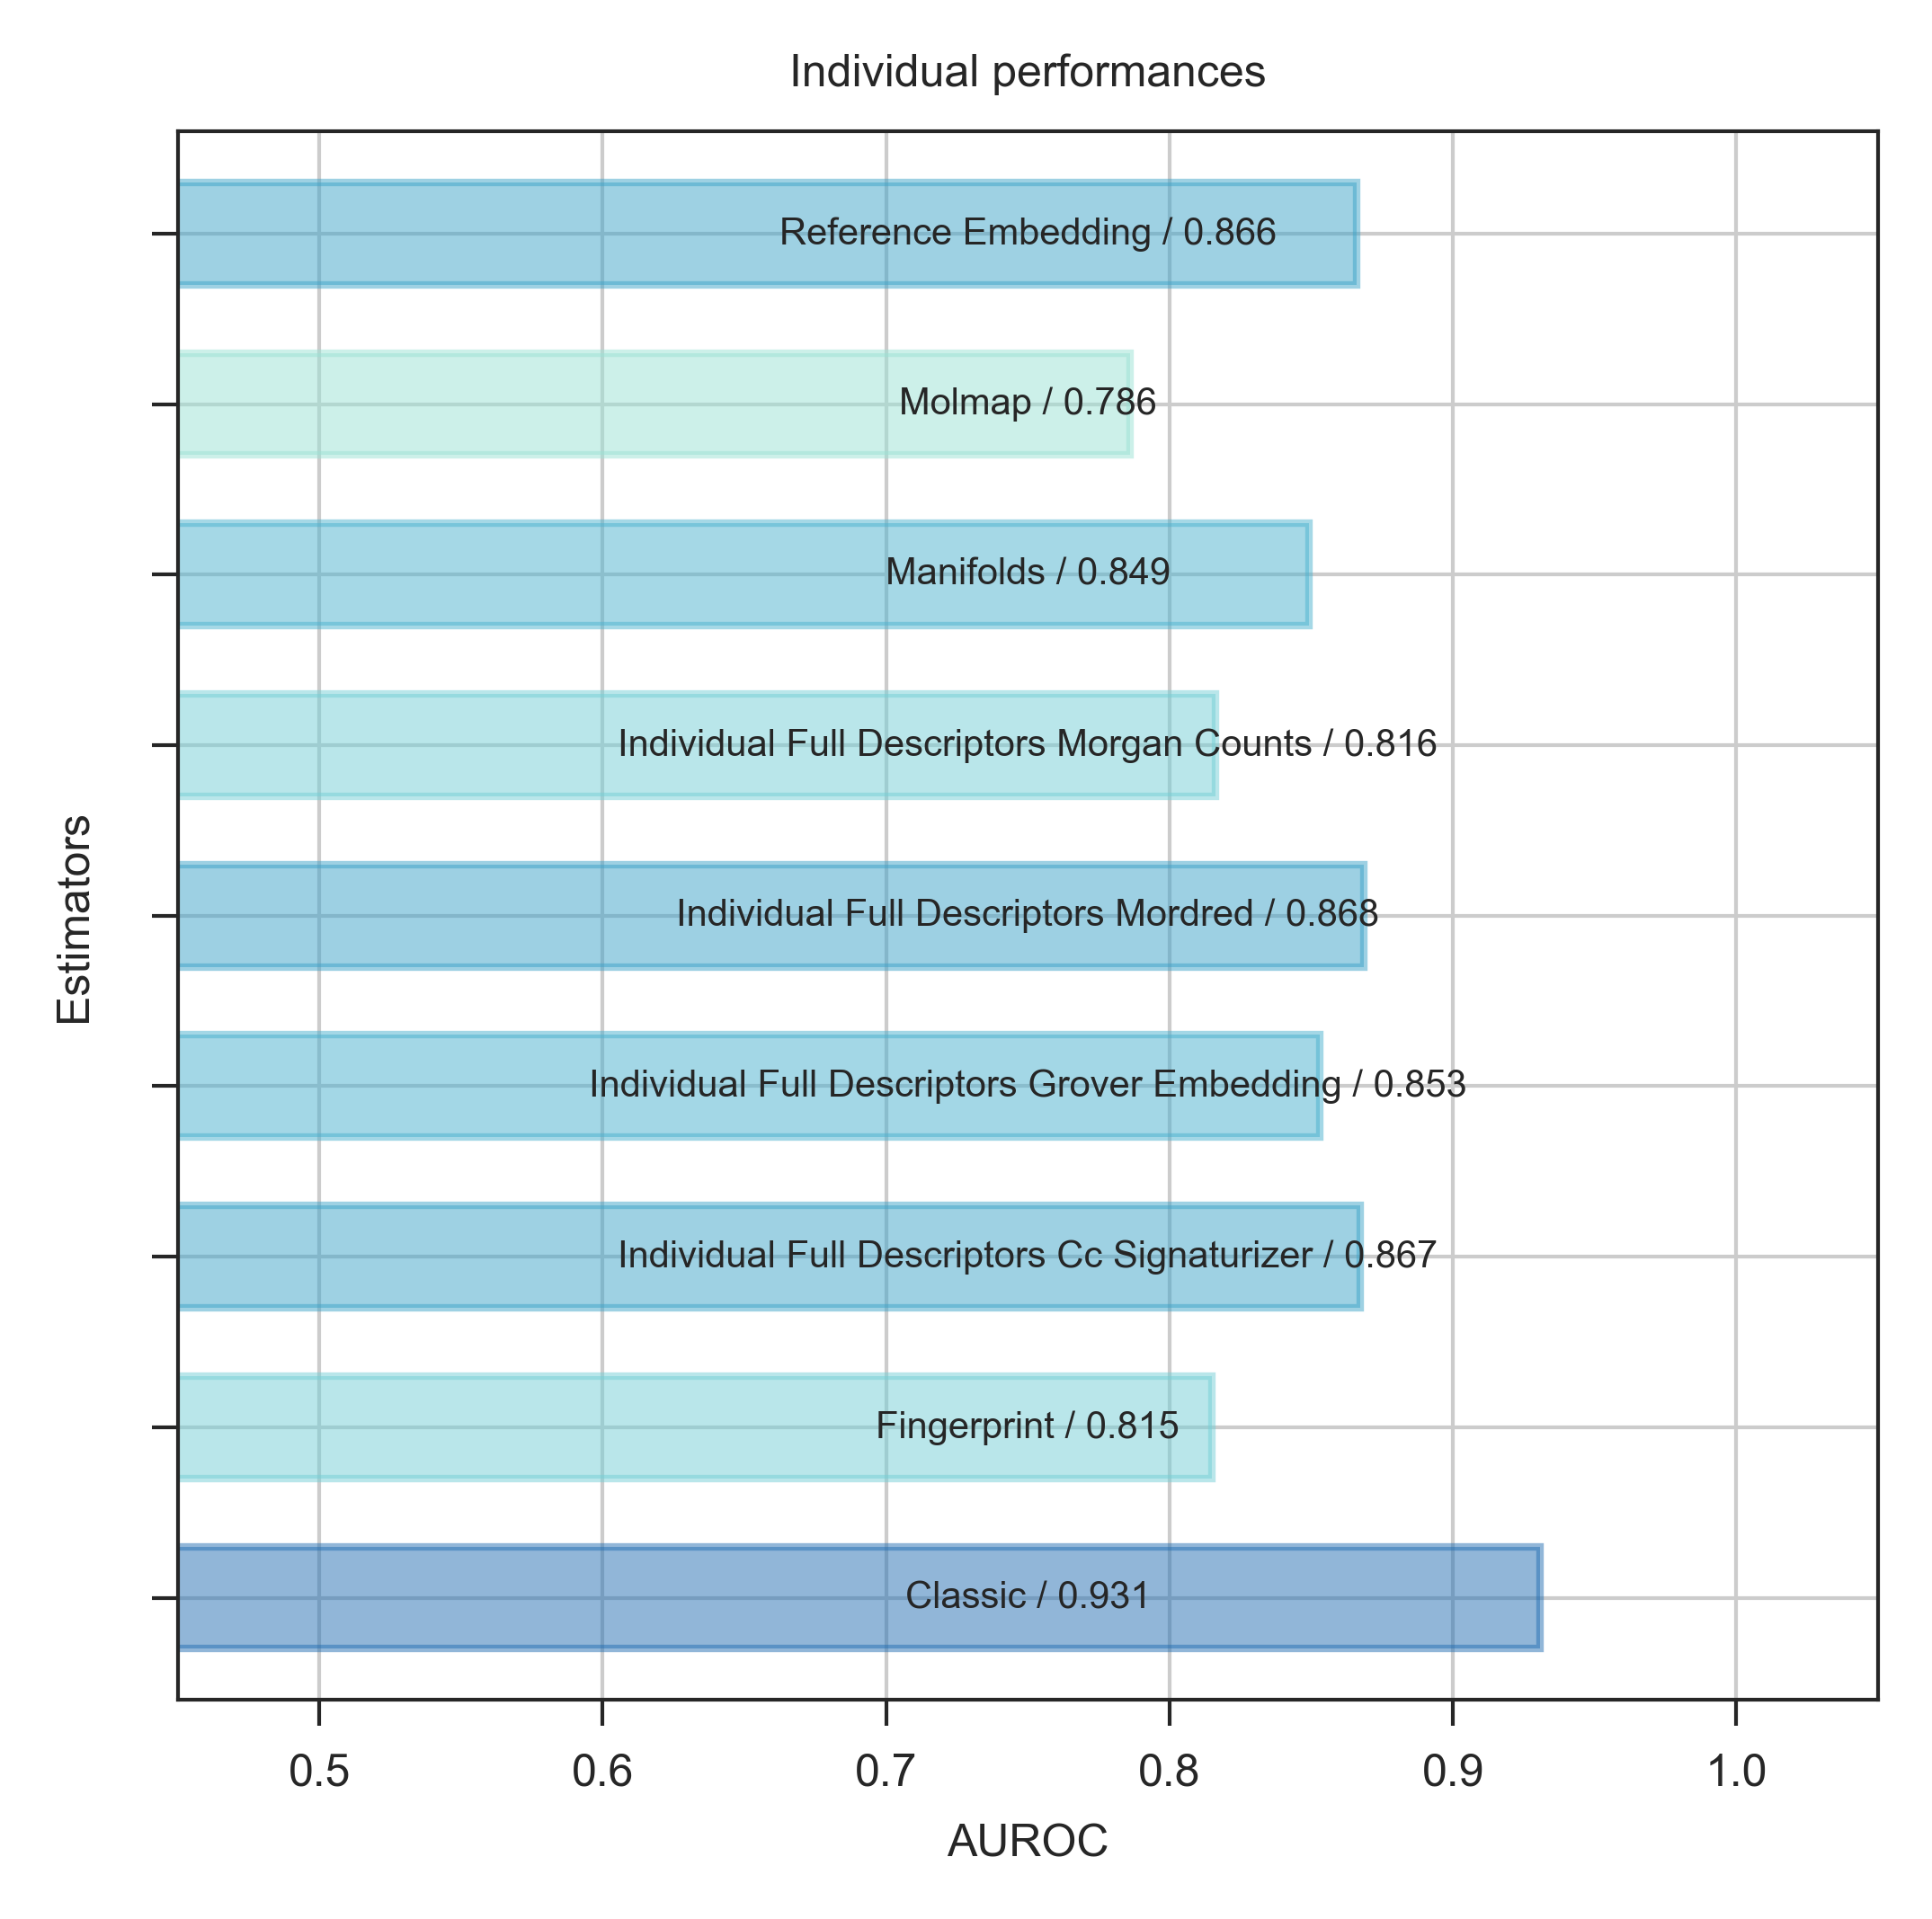 Individual performances
Reference Embedding / 0.866
Molmap / 0.786
Manifolds / 0.849
Individual Full Descriptors Morgan Counts / 0.816
Individual Full Descriptors Mordred / 0.868
Individual Full Descriptors Grover Embedding / 0.853
Individual Full Descriptors Cc Signaturizer / 0.867
Fingerprint / 0.815
Classic / 0.931
Estimators
0.5 0.6 0.7 0.8 0.9 1.0
AUROC